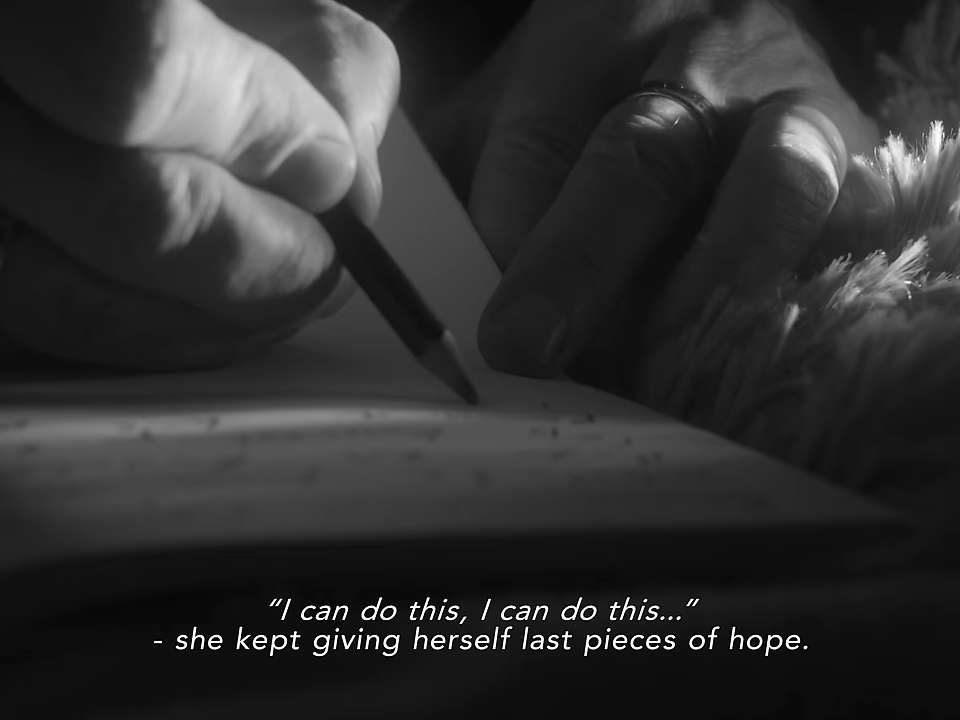 “I can do this, I can do this...”
- she kept giving herself last pieces of hope.